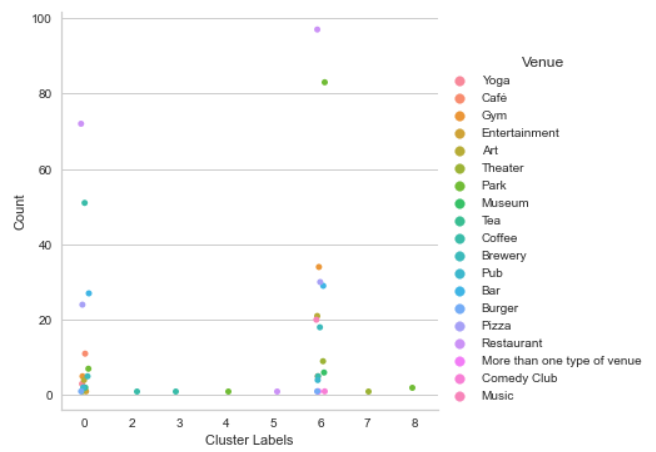 100
80
60
40
20
0
Count
0 2 3 4 5 6 7 8
Cluster Labels
Venue
Yoga
Café
Gym
Entertainment
Art
Theater
Park
Museum
Tea
Coffee
Brewery
Pub
Bar
Burger
Pizza
Restaurant
More than one type of venue
Comedy Club
Music